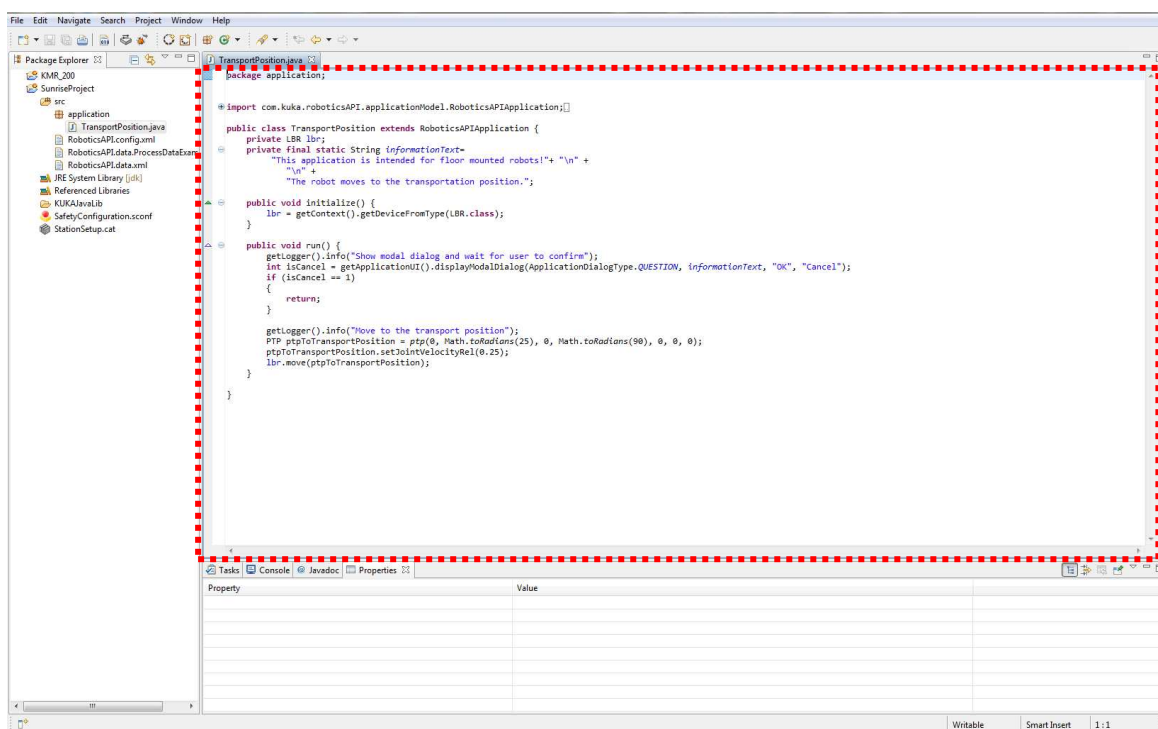 File Edit Navigate Search Project Window Help
Package Explorer
KMR_200
SunriseProject
src
application
TransportPosition.java
RoboticsAPI.config.xml
RoboticsAPI.data.ProcessDataExam
RoboticsAPI.data.xml
JRE System Library [jdk]
Referenced Libraries
KUKAJavaLib
SafetyConfiguration.sconf
StationSetup.cat
TransportPosition.java
package application;
import com.kuka.roboticsAPI.applicationModel.RoboticsAPIApplication;
public class TransportPosition extends RoboticsAPIApplication {
private LBR lbr;
private final static String informationText=
"This application is intended for floor mounted robots!"+ "\n" +
"\n" +
"The robot moves to the transportation position.";
public void initialize() {
lbr = getContext().getDeviceFromType(LBR.class);
}
public void run() {
getLogger().info("Show modal dialog and wait for user to confirm");
int isCancel = getApplicationUI().displayModalDialog(ApplicationDialogType.QUESTION, informationText, "OK", "Cancel");
if (isCancel == 1)
{
return;
}
getLogger().info("Move to the transport position");
PTP ptpToTransportPosition = ptp(0, Math.toRadians(25), 0, Math.toRadians(90), 0, 0, 0);
ptpToTransportPosition.setJointVelocityRel(0.25);
lbr.move(ptpToTransportPosition);
}
}
Tasks Console Javadoc Properties
Property Value
Writable Smart Insert 1 : 1